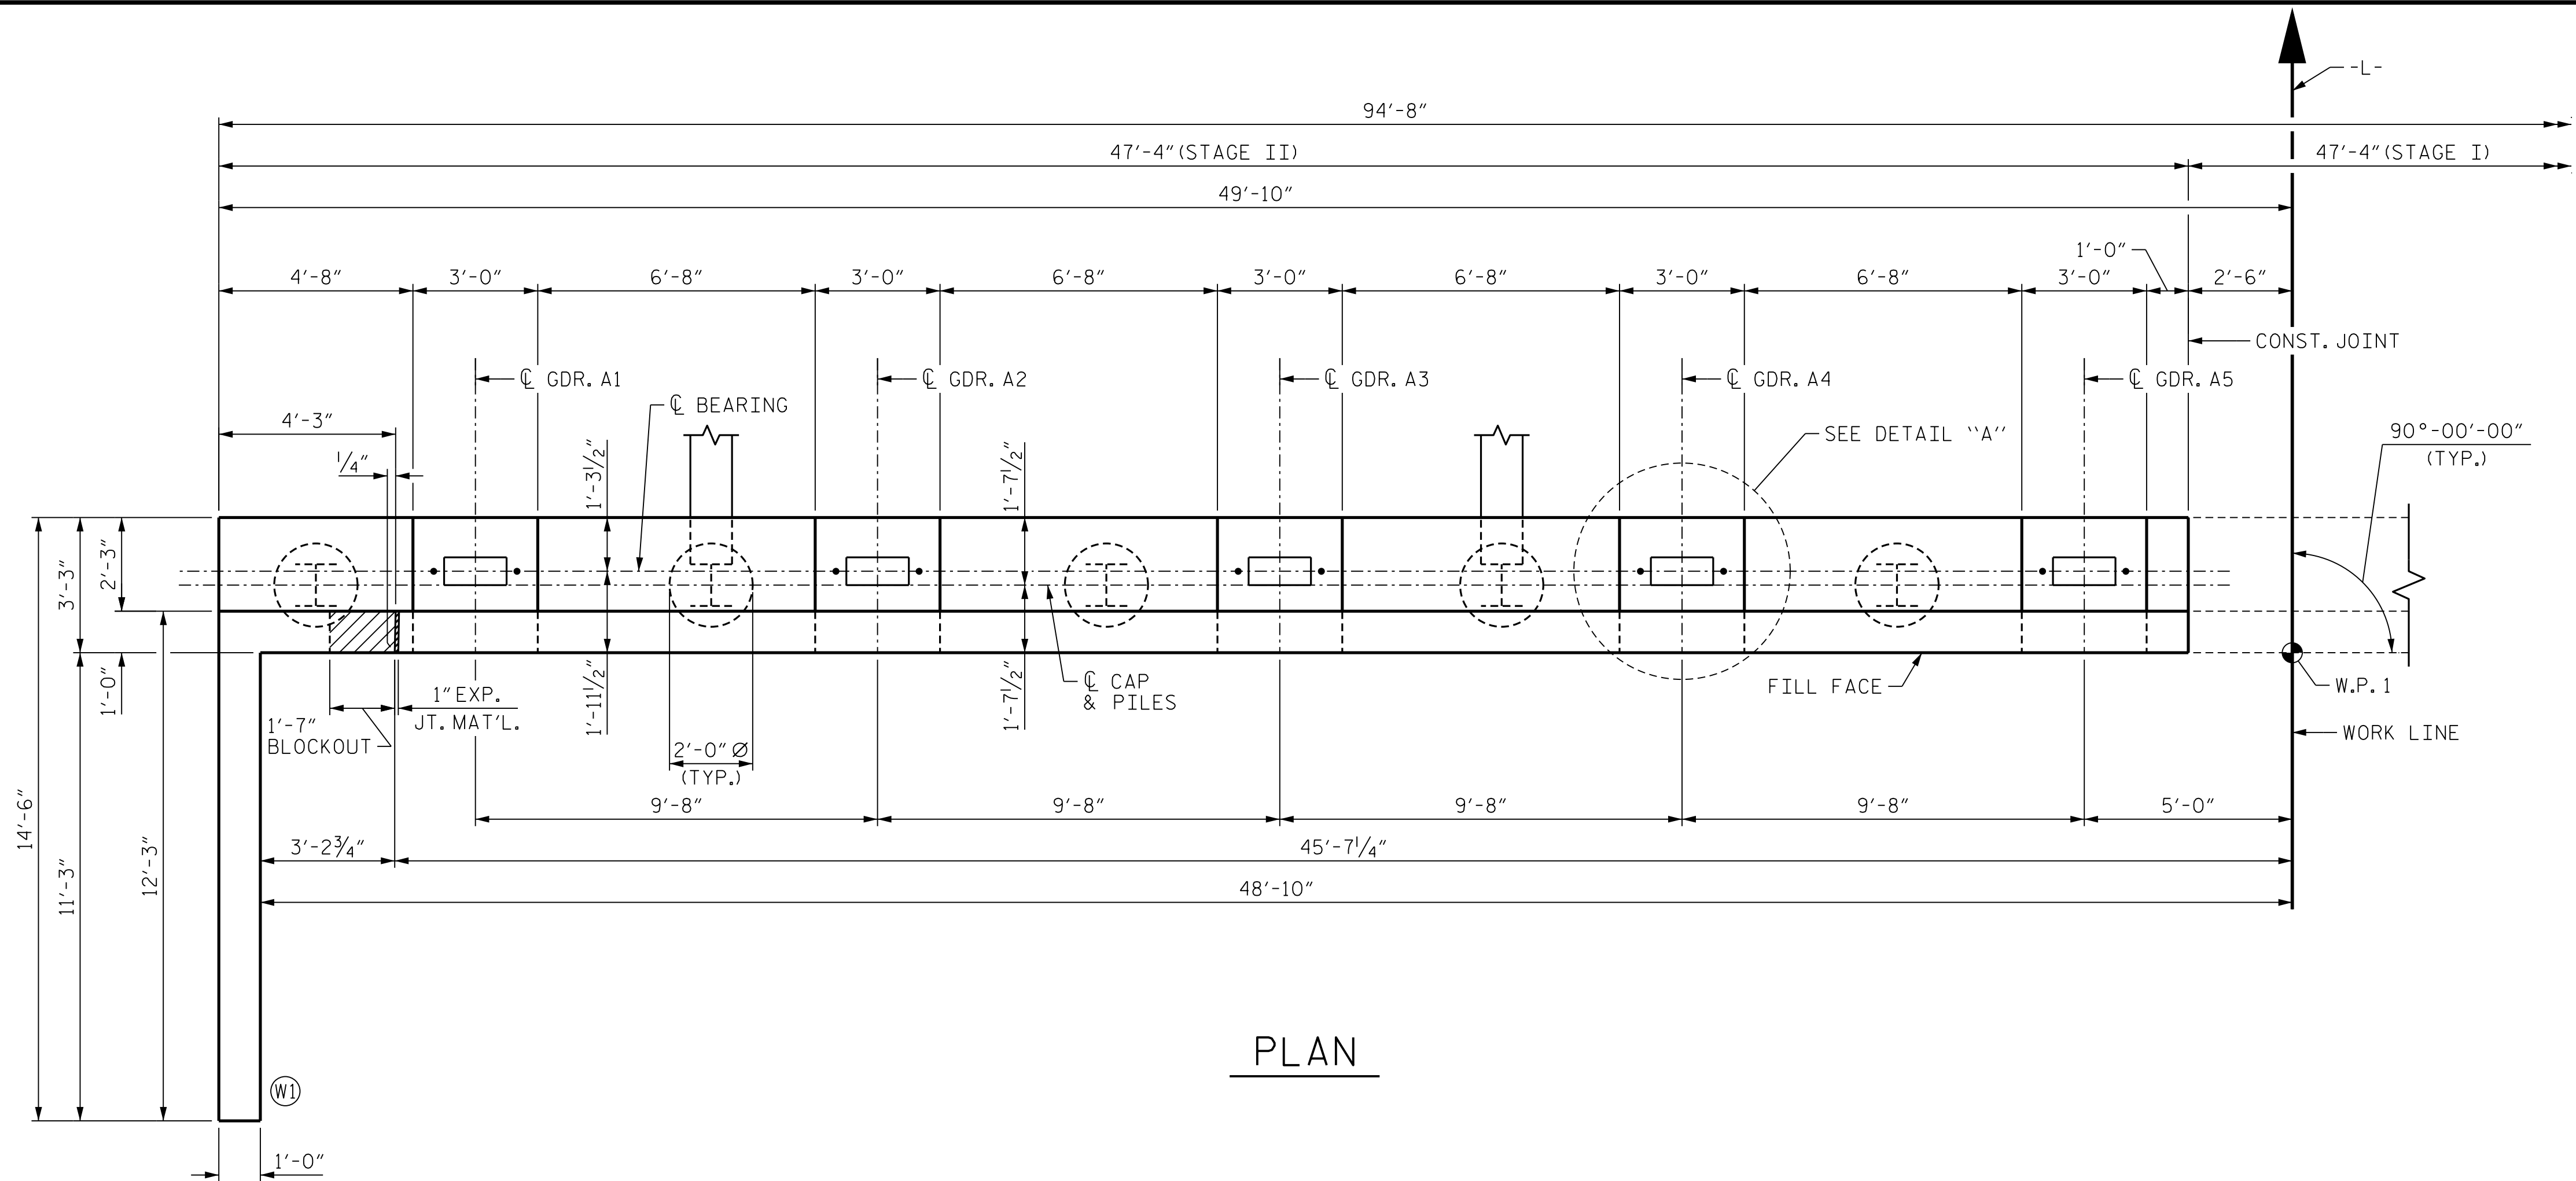 -L-
94'-8"
47'-4"(STAGE II)
47'-4"(STAGE I)
49'-10"
1'-0"
4'-8"
3'-0"
6'-8"
3'-0"
6'-8"
3'-0"
6'-8"
3'-0"
6'-8"
3'-0"
2'-6"
CONST. JOINT
℄ GDR. A1
℄ GDR. A2
℄ GDR. A3
℄ GDR. A4
℄ GDR. A5
℄ BEARING
4'-3"
1/4"
1'-3 1/2"
1'-7 1/2"
SEE DETAIL "A"
90°-00'-00"
(TYP.)
3'-3"
2'-3"
1'-0"
1'-7"
BLOCKOUT
1" EXP.
JT. MAT'L.
1'-11 1/2"
2'-0" Ø
(TYP.)
1'-7 1/2"
℄ CAP
& PILES
FILL FACE
W.P. 1
WORK LINE
14'-6"
11'-3"
12'-3"
9'-8"
9'-8"
9'-8"
9'-8"
5'-0"
3'-2 3/4"
45'-7 1/4"
48'-10"
PLAN
W1
1'-0"